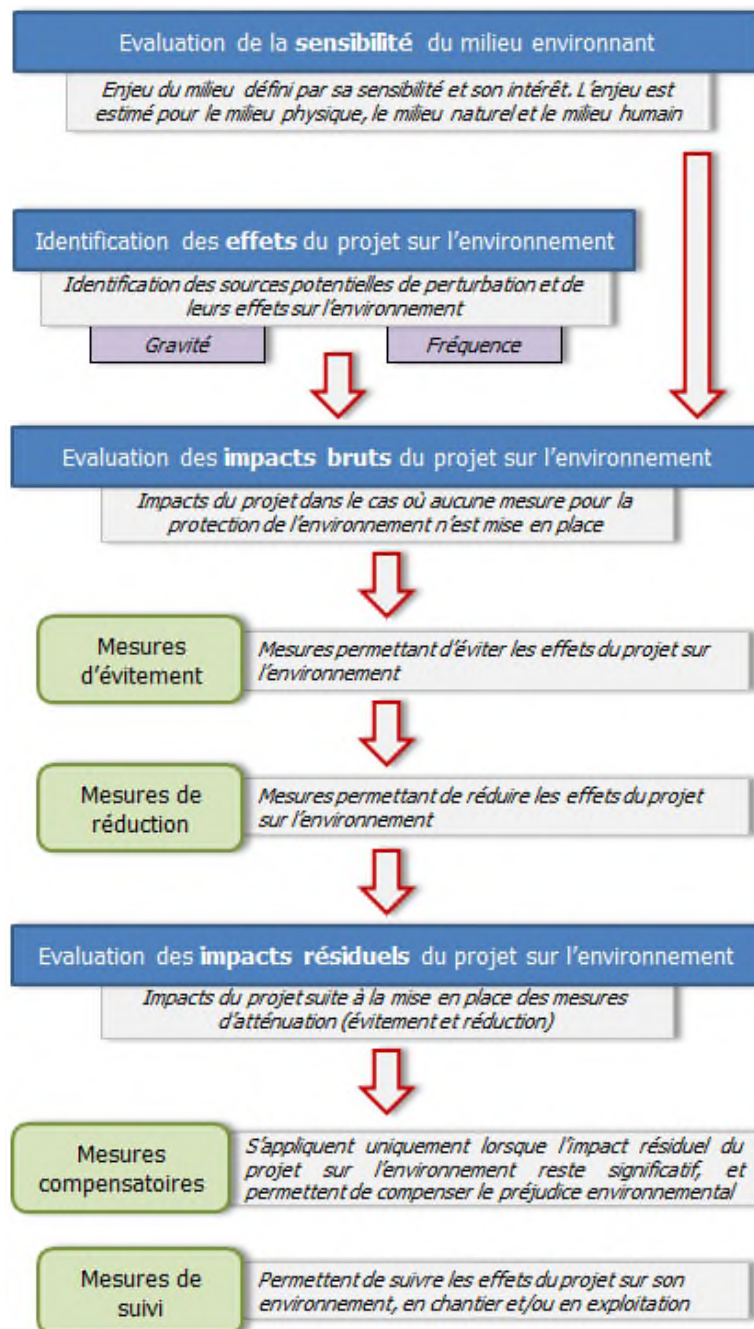 Evaluation de la sensibilité du milieu environnant
Enjeu du milieu défini par sa sensibilité et son intérêt. L'enjeu est
estimé pour le milieu physique, le milieu naturel et le milieu humain
Identification des effets du projet sur l'environnement
Identification des sources potentielles de perturbation et de
leurs effets sur l'environnement
Gravité
Fréquence
Evaluation des impacts bruts du projet sur l'environnement
Impacts du projet dans le cas où aucune mesure pour la
protection de l'environnement n'est mise en place
Mesures
d'évitement
Mesures permettant d'éviter les effets du projet sur
l'environnement
Mesures de
réduction
Mesures permettant de réduire les effets du projet
sur l'environnement
Evaluation des impacts résiduels du projet sur l'environnement
Impacts du projet suite à la mise en place des mesures
d'atténuation (évitement et réduction)
Mesures
compensatoires
S'appliquent uniquement lorsque l'impact résiduel du
projet sur l'environnement reste significatif, et
permettent de compenser le préjudice environnemental
Mesures de
suivi
Permettent de suivre les effets du projet sur son
environnement, en chantier et/ou en exploitation